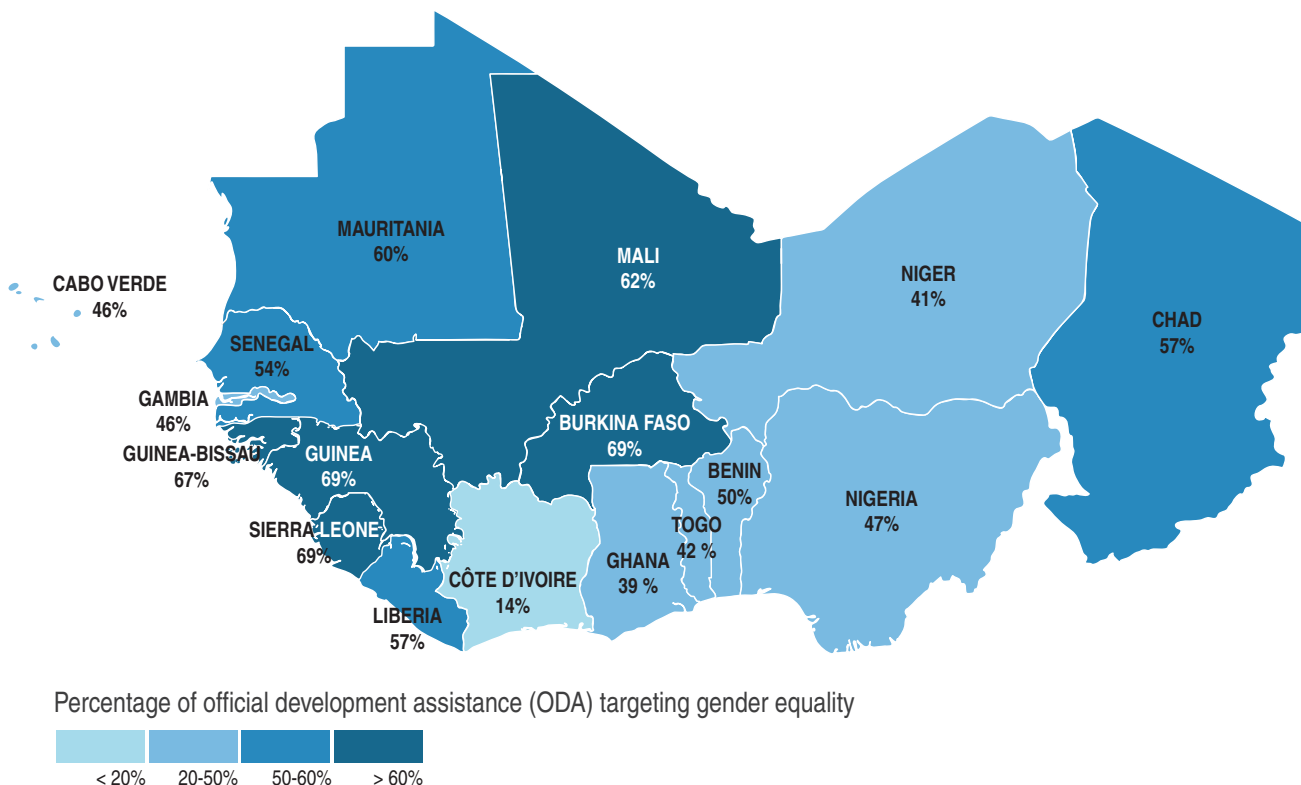 MAURITANIA
60%
MALI
62%
CABO VERDE
46%
NIGER
41%
CHAD
57%
SENEGAL
54%
GAMBIA
46%
BURKINA FASO
69%
GUINEA-BISSAU
67%
GUINEA
69%
BENIN
50%
NIGERIA
47%
SIERRA-LEONE
69%
TOGO
42 %
GHANA
39 %
CÔTE D'IVOIRE
14%
LIBERIA
57%
Percentage of official development assistance (ODA) targeting gender equality
< 20%
20-50%
50-60%
> 60%